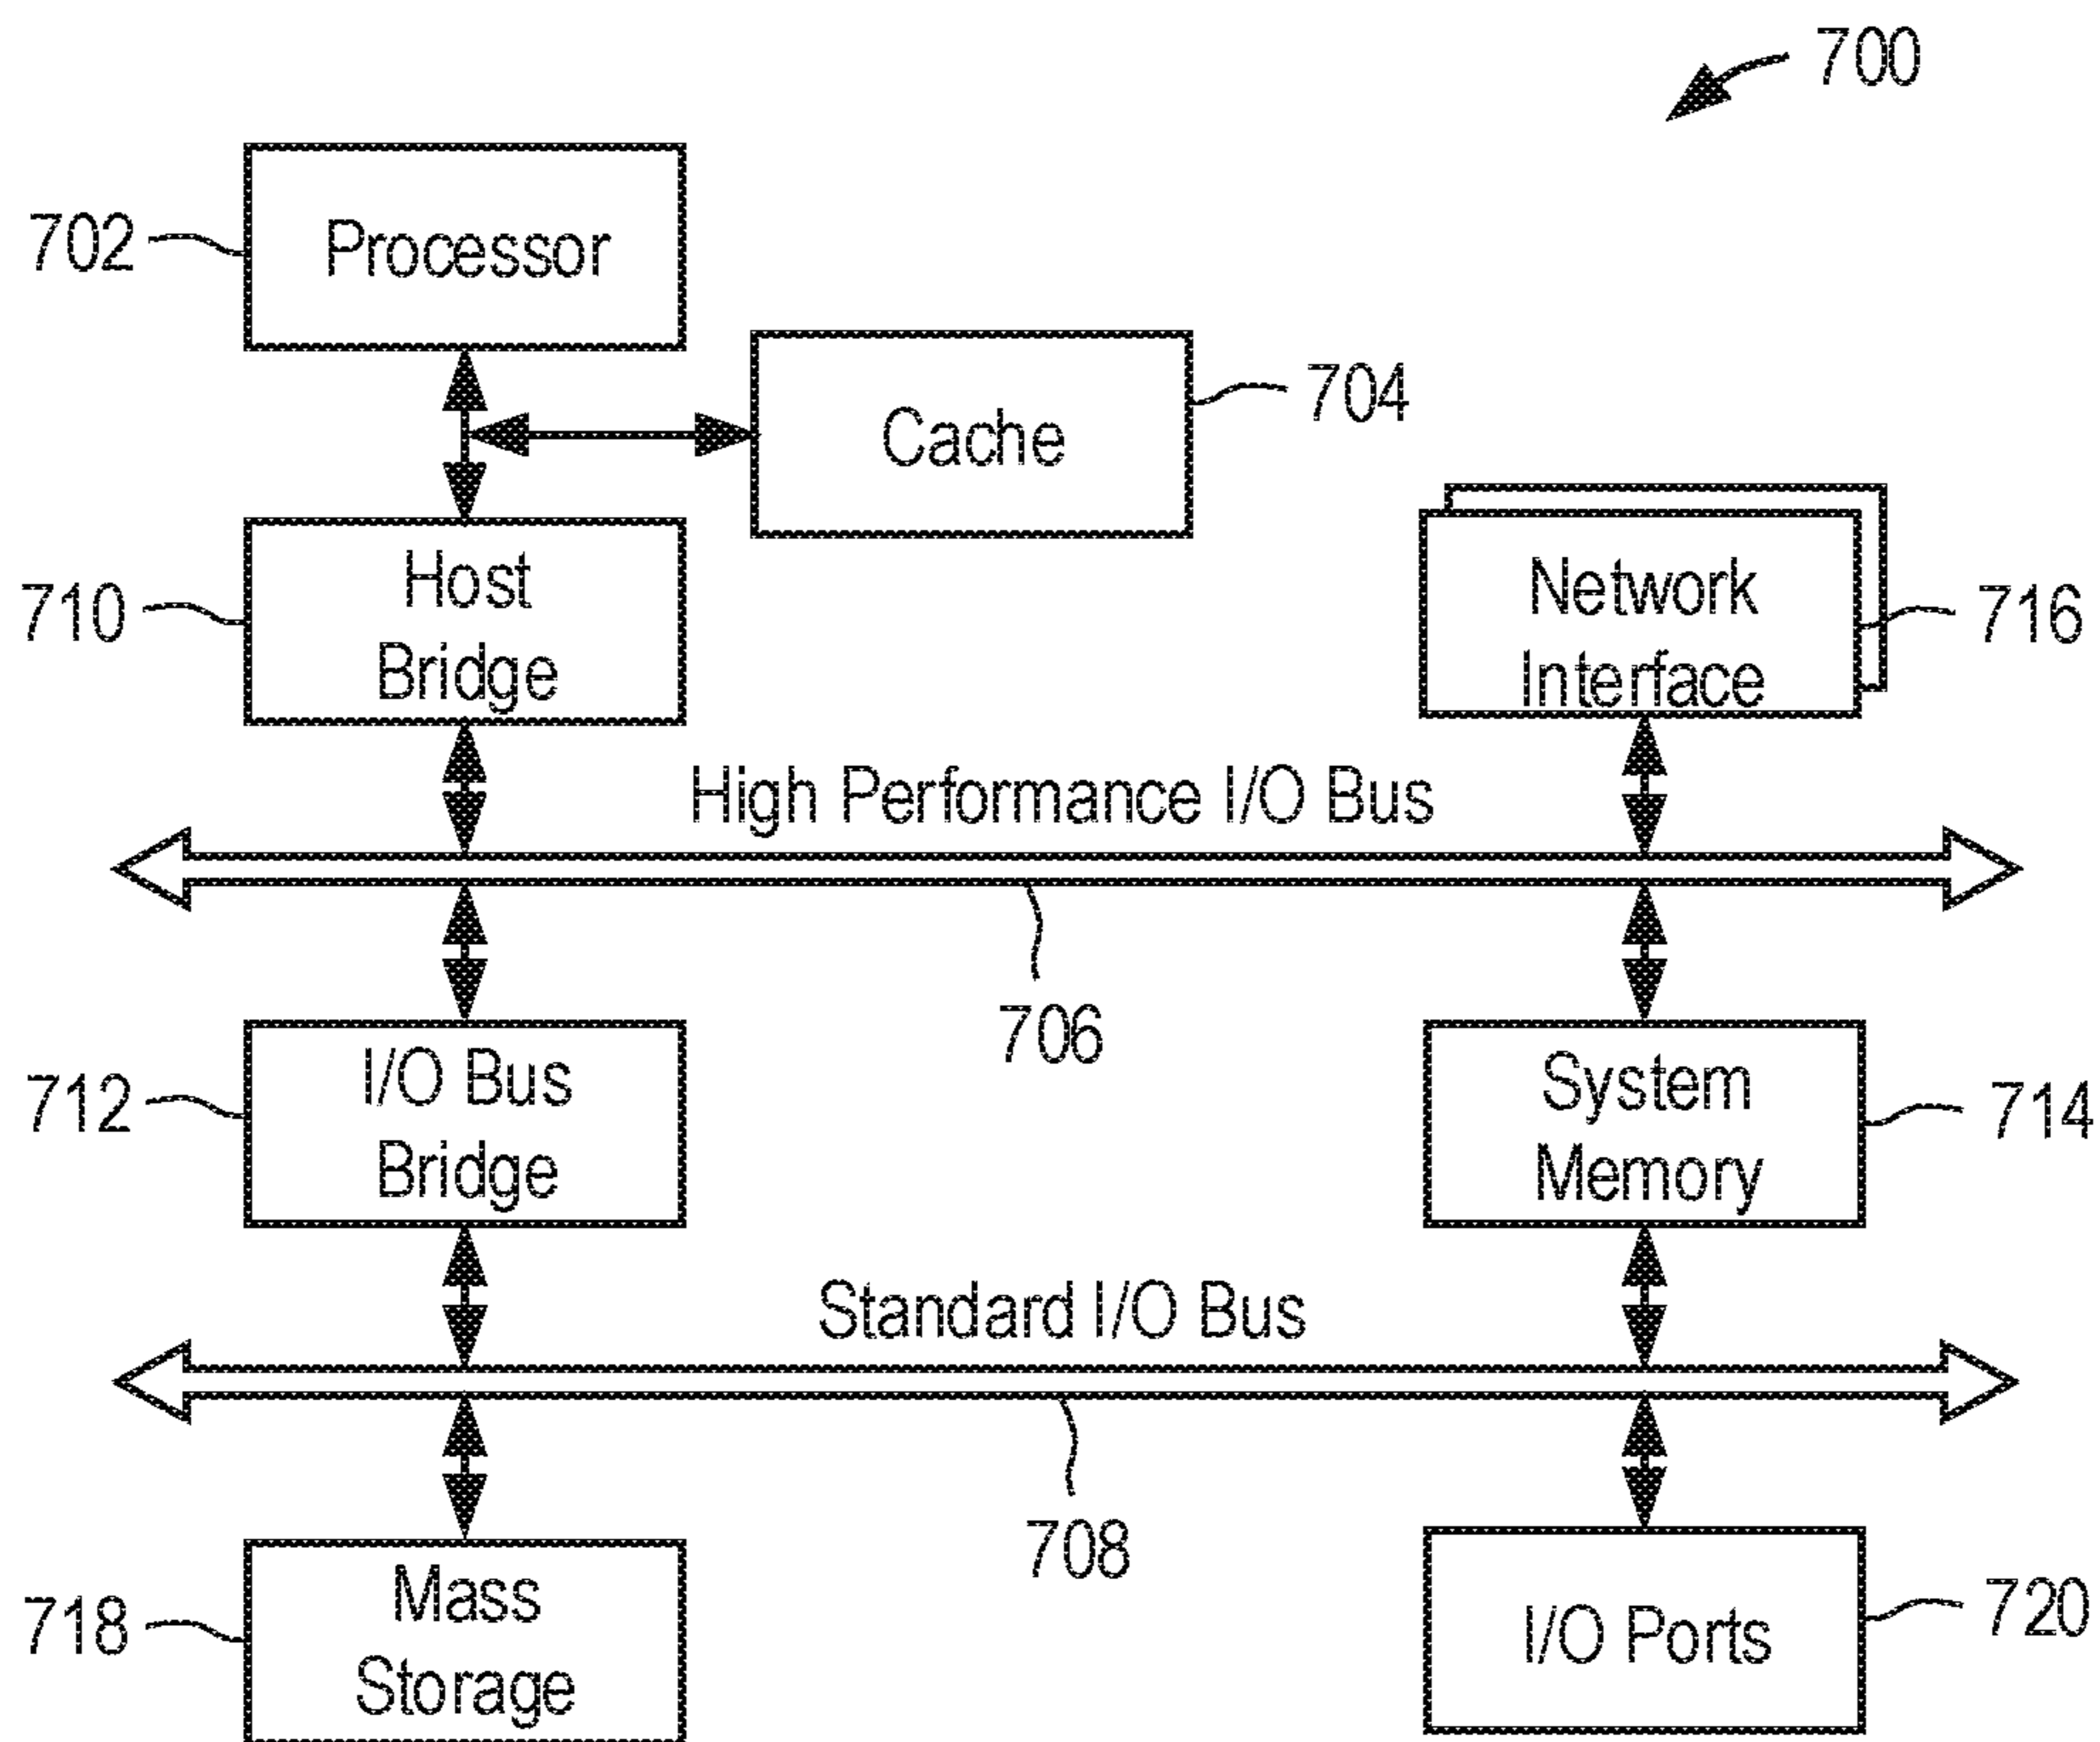 700
702
Processor
704
Cache
710
Host
Bridge
Network
Interface
716
High Performance I/O Bus
706
712
I/O Bus
Bridge
System
Memory
714
Standard I/O Bus
708
718
Mass
Storage
I/O Ports
720